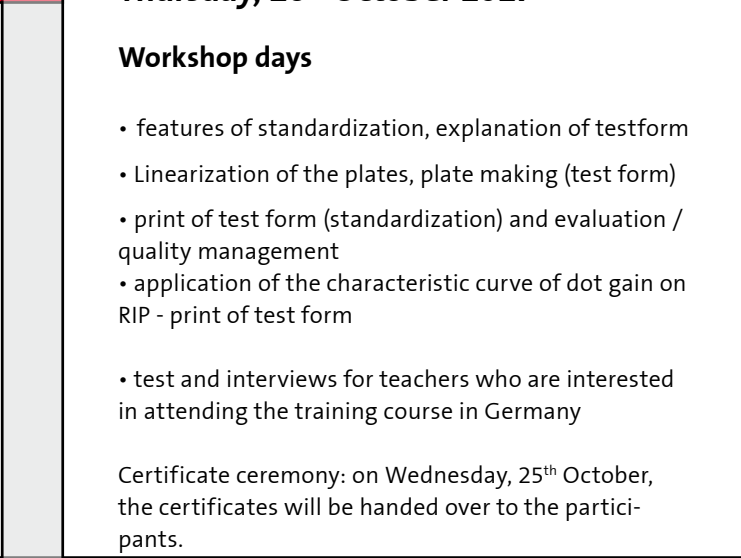 Workshop days
• features of standardization, explanation of testform
• Linearization of the plates, plate making (test form)
• print of test form (standardization) and evaluation /
quality management
• application of the characteristic curve of dot gain on
RIP - print of test form
• test and interviews for teachers who are interested
in attending the training course in Germany
Certificate ceremony: on Wednesday, 25th October,
the certificates will be handed over to the partici-
pants.